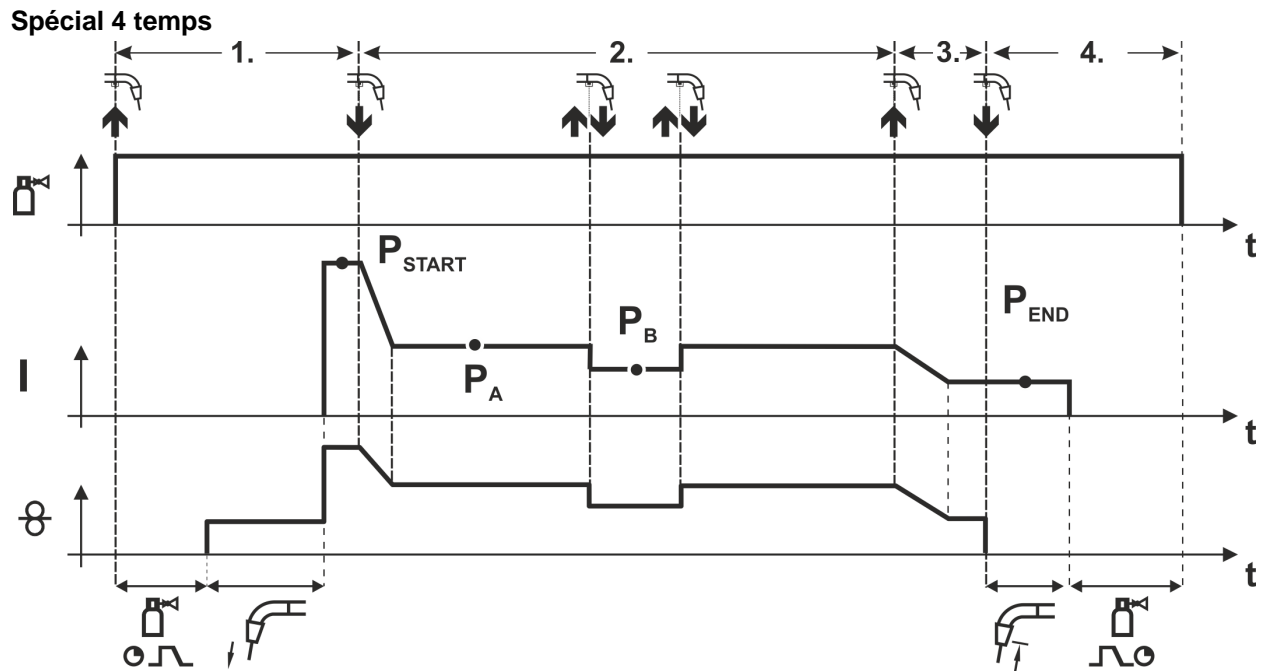 Spécial 4 temps
1. 2. 3. 4.
t
P START
P A
P B
P END
I
t
t